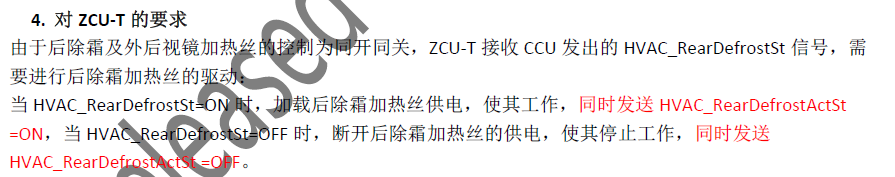 4. 对 ZCU-T 的要求
由于后除霜及外后视镜加热丝的控制为同开同关，ZCU-T 接收 CCU 发出的 HVAC_RearDefrostSt 信号，需
要进行后除霜加热丝的驱动：
当 HVAC_RearDefrostSt=ON 时，加载后除霜加热丝供电，使其工作，同时发送 HVAC_RearDefrostActSt
=ON，当 HVAC_RearDefrostSt=OFF 时，断开后除霜加热丝的供电，使其停止工作，同时发送
HVAC_RearDefrostActSt =OFF。
eleased